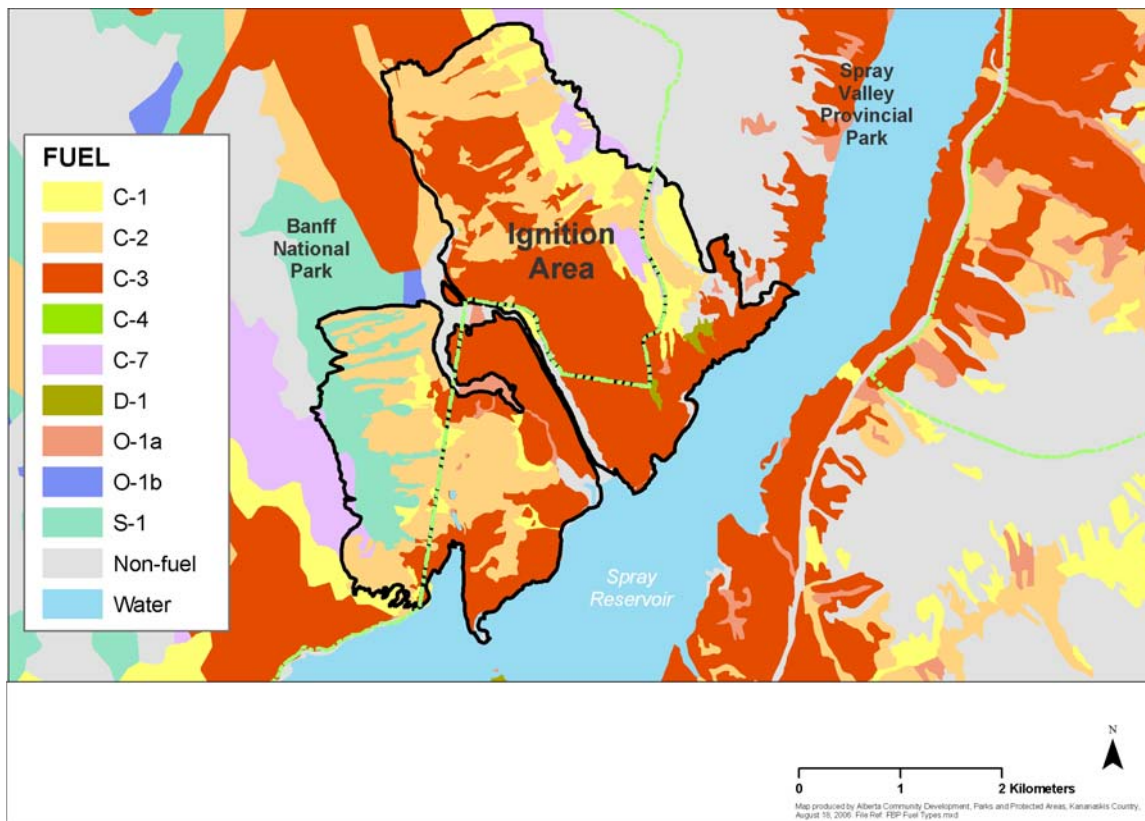 Spray
Valley
Provincial
Park
FUEL
C-1
C-2
C-3
C-4
C-7
D-1
O-1a
O-1b
S-1
Non-fuel
Water
Banff
National
Park
Ignition
Area
Spray
Reservoir
N
0 1 2 Kilometers
Map produced by Alberta Community Development, Parks and Protected Areas, Kananaskis Country,
August 18, 2006. File Ref: FBP Fuel Types.mxd